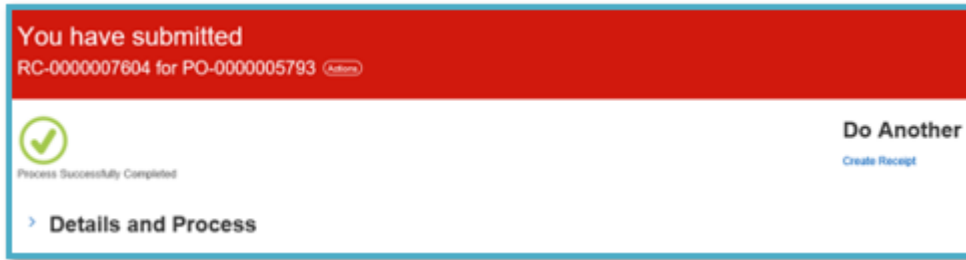 You have submitted
RC-0000007604 for PO-0000005793 Actions
Process Successfully Completed
Do Another
Create Receipt
Details and Process